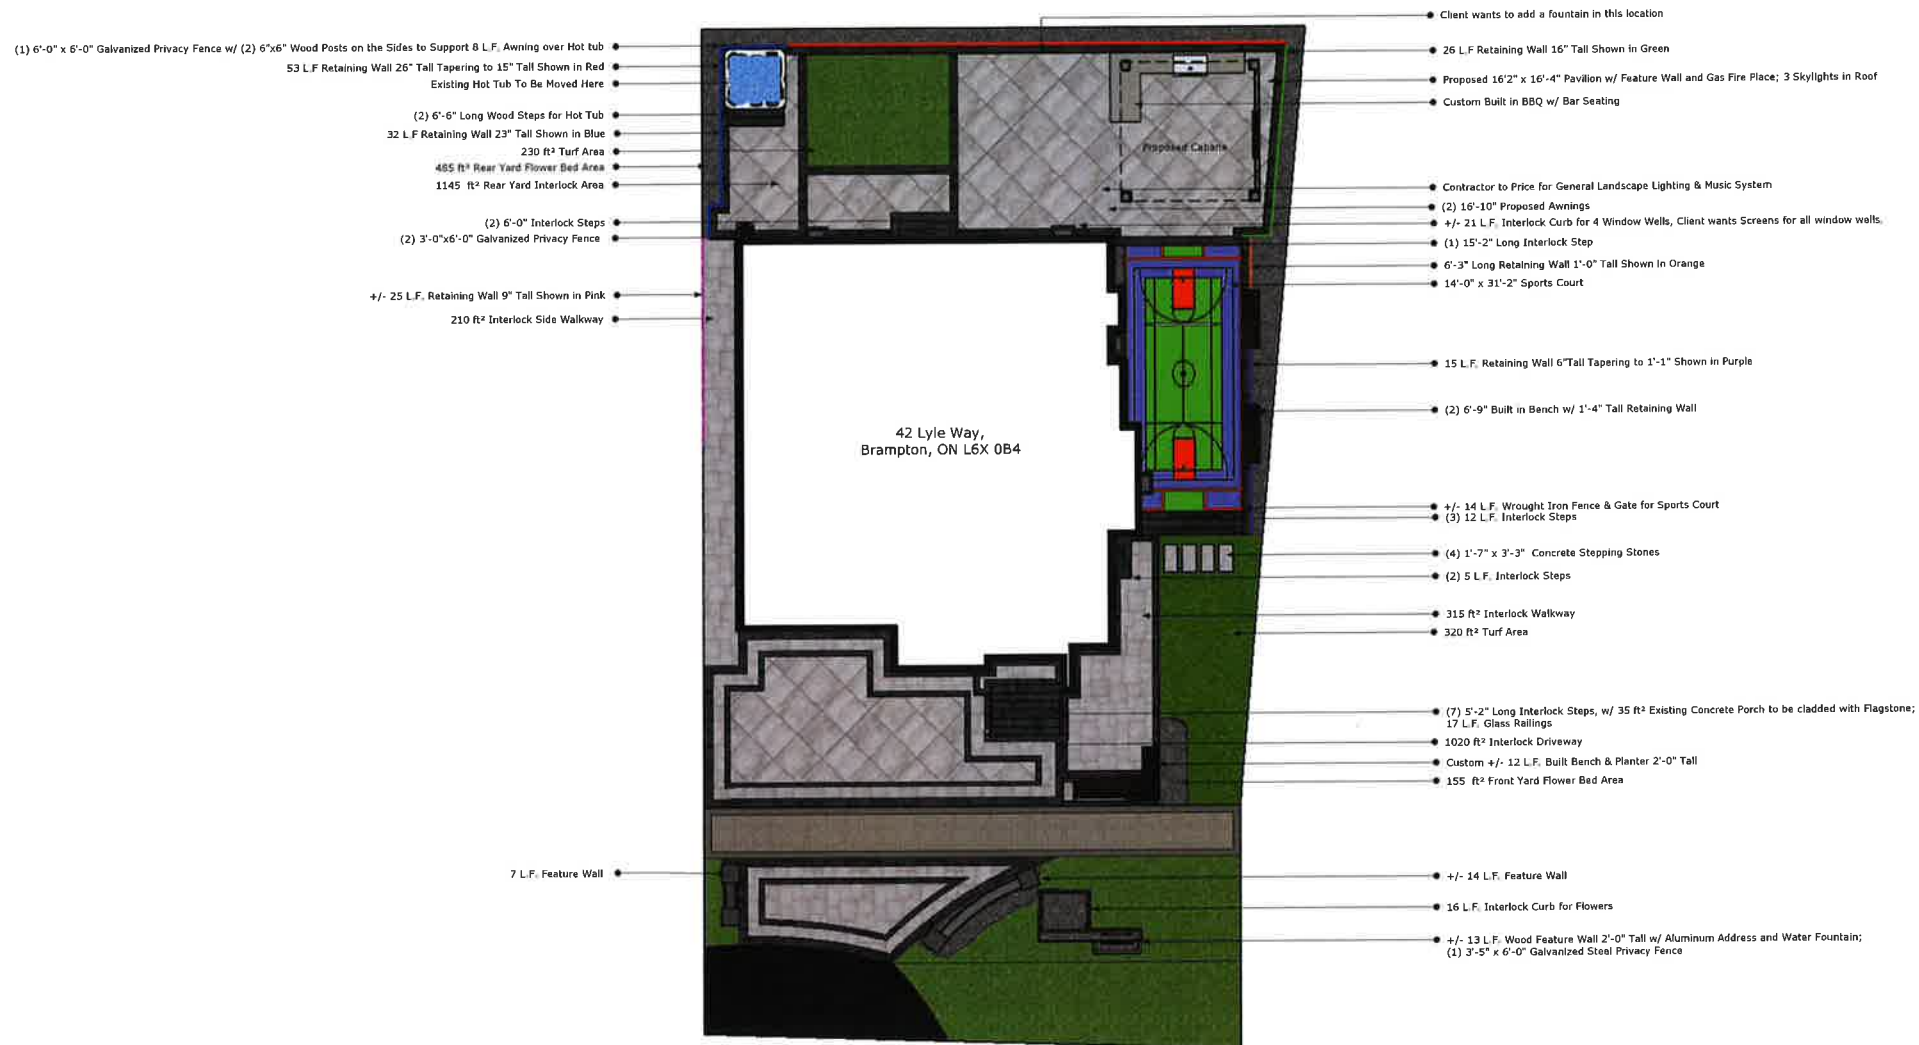 Client wants to add a fountain in this location
(1) 6'-0" x 6'-0" Galvanized Privacy Fence w/ (2) 6"x6" Wood Posts on the Sides to Support 8 L.F. Awning over Hot tub
53 L.F Retaining Wall 26" Tall Tapering to 15" Tall Shown in Red
Existing Hot Tub To Be Moved Here
(2) 6'-6" Long Wood Steps for Hot Tub
32 L.F Retaining Wall 23" Tall Shown in Blue
230 ft² Turf Area
465 ft² Rear Yard Flower Bed Area
1145 ft² Rear Yard Interlock Area
(2) 6'-0" Interlock Steps
(2) 3'-0"x6'-0" Galvanized Privacy Fence
+/- 25 L.F. Retaining Wall 9" Tall Shown in Pink
210 ft² Interlock Side Walkway
7 L.F. Feature Wall
Proposed Cabana
42 Lyle Way,
Brampton, ON L6X 0B4
26 L.F Retaining Wall 16" Tall Shown in Green
Proposed 16'2" x 16'-4" Pavilion w/ Feature Wall and Gas Fire Place; 3 Skylights in Roof
Custom Built in BBQ w/ Bar Seating
Contractor to Price for General Landscape Lighting & Music System
(2) 16'-10" Proposed Awnings
+/- 21 L.F. Interlock Curb for 4 Window Wells, Client wants Screens for all window wells.
(1) 15'-2" Long Interlock Step
6'-3" Long Retaining Wall 1'-0" Tall Shown in Orange
14'-0" x 31'-2" Sports Court
15 L.F. Retaining Wall 6"Tall Tapering to 1'-1" Shown in Purple
(2) 6'-9" Built in Bench w/ 1'-4" Tall Retaining Wall
+/- 14 L.F. Wrought Iron Fence & Gate for Sports Court
(3) 12 L.F. Interlock Steps
(4) 1'-7" x 3'-3" Concrete Stepping Stones
(2) 5 L.F. Interlock Steps
315 ft² Interlock Walkway
320 ft² Turf Area
(7) 5'-2" Long Interlock Steps, w/ 35 ft² Existing Concrete Porch to be cladded with Flagstone;
17 L.F. Glass Railings
1020 ft² Interlock Driveway
Custom +/- 12 L.F. Built Bench & Planter 2'-0" Tall
155 ft² Front Yard Flower Bed Area
+/- 14 L.F. Feature Wall
16 L.F. Interlock Curb for Flowers
+/- 13 L.F. Wood Feature Wall 2'-0" Tall w/ Aluminum Address and Water Fountain;
(1) 3'-5" x 6'-0" Galvanized Steel Privacy Fence